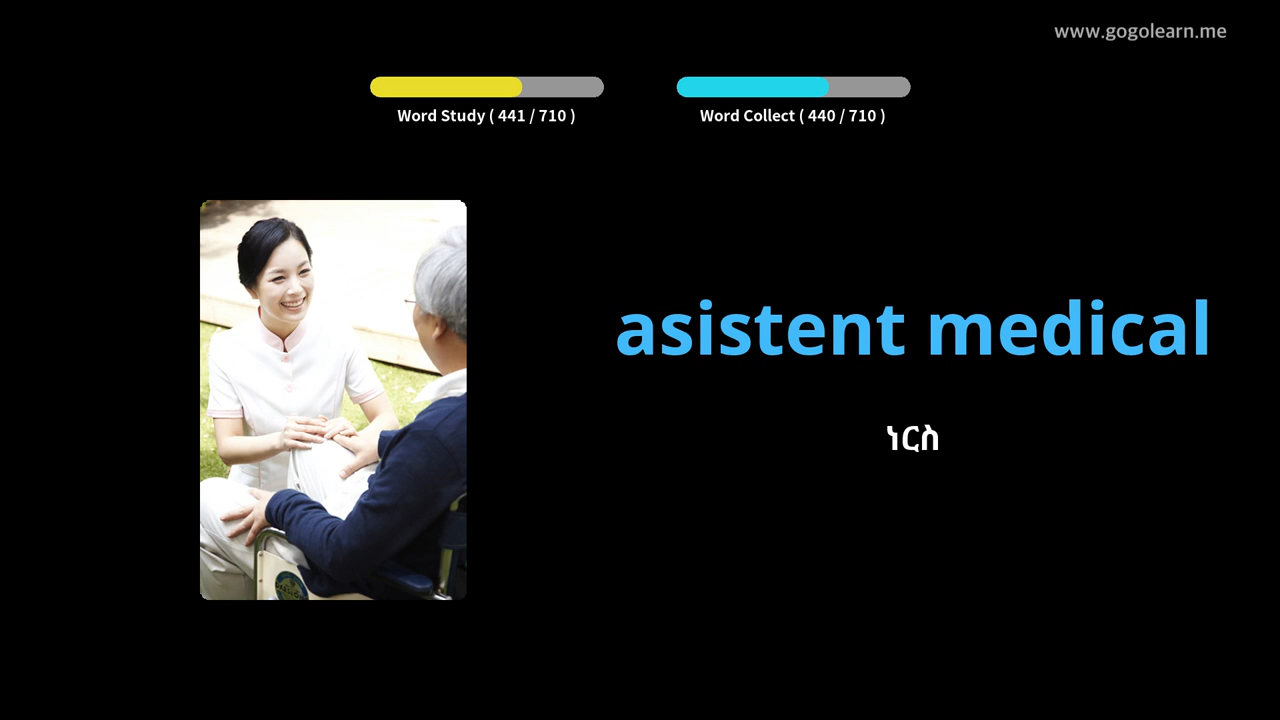 www.gogolearn.me
Word Study ( 441 / 710 )
Word Collect ( 440 / 710 )
asistent medical
ነርስ